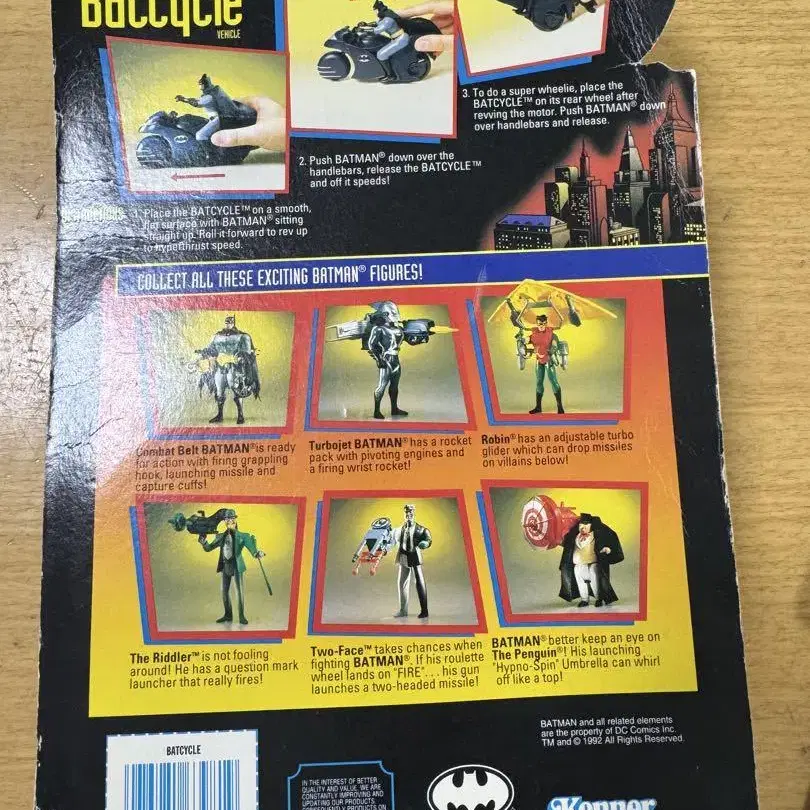 Batcycle
VEHICLE
3. To do a super wheelie, place the
BATCYCLE™ on its rear wheel after
revving the motor. Push BATMAN® down
over handlebars and release.
2. Push BATMAN® down over the
handlebars, release the BATCYCLE™
and off it speeds!
1. Place the BATCYCLE™ on a smooth,
flat surface with BATMAN® sitting
straight up. Roll it forward to rev up
to hyperthrust speed.
COLLECT ALL THESE EXCITING BATMAN® FIGURES!
Combat Belt BATMAN® is ready
for action with firing grappling
hook, launching missile and
capture cuffs!
Turbojet BATMAN® has a rocket
pack with pivoting engines and
a firing wrist rocket!
Robin® has an adjustable turbo
glider which can drop missiles
on villains below!
The Riddler™ is not fooling
around! He has a question mark
launcher that really fires!
Two-Face™ takes chances when
fighting BATMAN®. If his roulette
wheel lands on "FIRE"... his gun
launches a two-headed missile!
BATMAN® better keep an eye on
The Penguin®! His launching
"Hypno-Spin" Umbrella can whirl
off like a top!
BATMAN and all related elements
are the property of DC Comics Inc.
TM and © 1992 All Rights Reserved.
BATCYCLE
IN THE INTEREST OF BETTER
QUALITY AND VALUE, WE ARE
CONSTANTLY IMPROVING AND
UPDATING OUR PRODUCTS.
CONSEQUENTLY PRODUCTS ON
Kenner